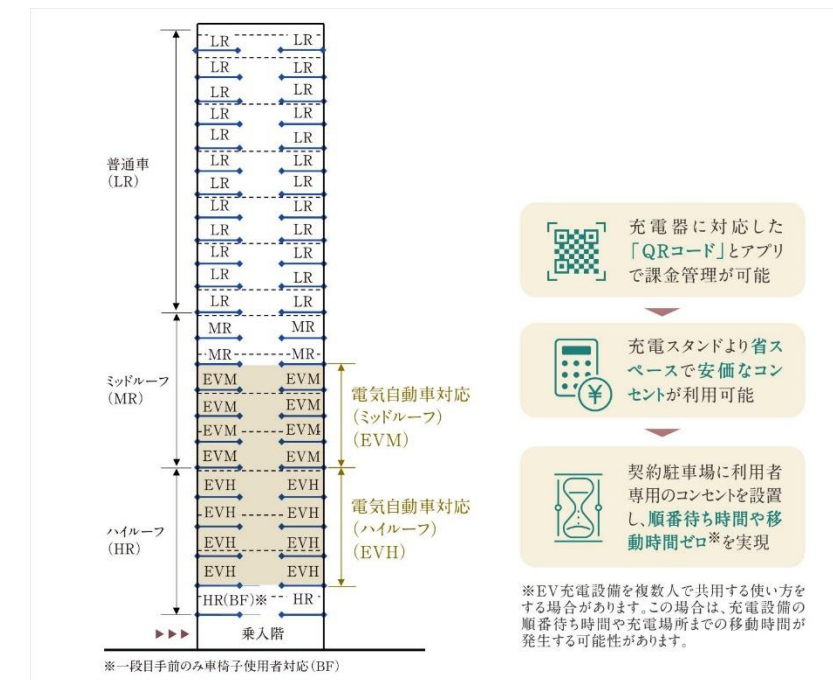 LR LR
LR LR
LR LR
LR LR
LR LR
LR LR
LR LR
LR LR
LR LR
LR LR
LR LR
LR LR
MR MR
MR MR
EVM EVM
EVM EVM
EVM EVM
EVM EVM
EVH EVH
EVH EVH
EVH EVH
EVH EVH
HR(BF)※ HR
乗入階
普通車
(LR)
ミッドルーフ
(MR)
ハイルーフ
(HR)
電気自動車対応
(ミッドルーフ)
(EVM)
電気自動車対応
(ハイルーフ)
(EVH)
※一段目手前のみ車椅子使用者対応(BF)
充電器に対応した
「QRコード」とアプリ
で課金管理が可能
充電スタンドより省ス
ペースで安価なコン
セントが利用可能
¥
契約駐車場に利用者
専用のコンセントを設置
し、順番待ち時間や移
動時間ゼロ※を実現
※EV充電設備を複数人で共用する使い方を
する場合があります。この場合は、充電設備の
順番待ち時間や充電場所までの移動時間が
発生する可能性があります。